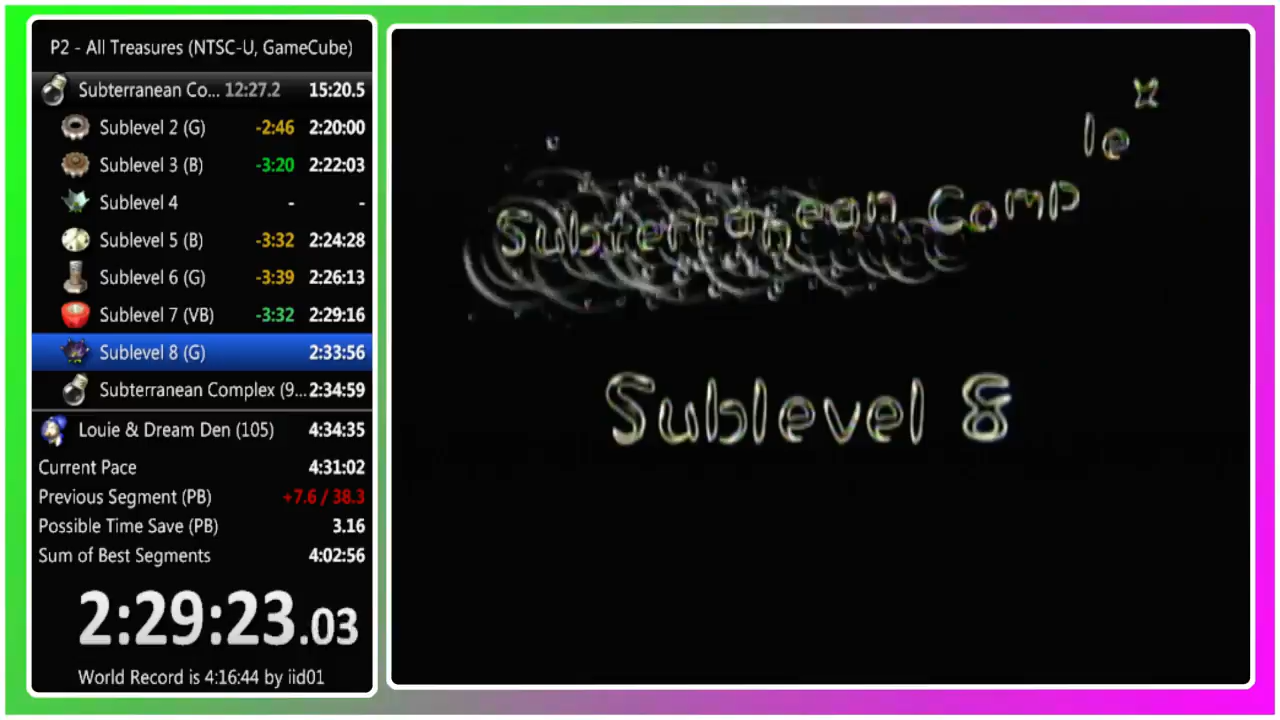 P2 - All Treasures (NTSC-U, GameCube)
Subterranean Co... 12:27.2 15:20.5
Sublevel 2 (G) -2:46 2:20:00
Sublevel 3 (B) -3:20 2:22:03
Sublevel 4 - -
Sublevel 5 (B) -3:32 2:24:28
Sublevel 6 (G) -3:39 2:26:13
Sublevel 7 (VB) -3:32 2:29:16
Sublevel 8 (G) 2:33:56
Subterranean Complex (9... 2:34:59
Louie & Dream Den (105) 4:34:35
Current Pace 4:31:02
Previous Segment (PB) +7.6 / 38.3
Possible Time Save (PB) 3.16
Sum of Best Segments 4:02:56
2:29:23.03
World Record is 4:16:44 by iid01
Subterranean Complex
Sublevel 8